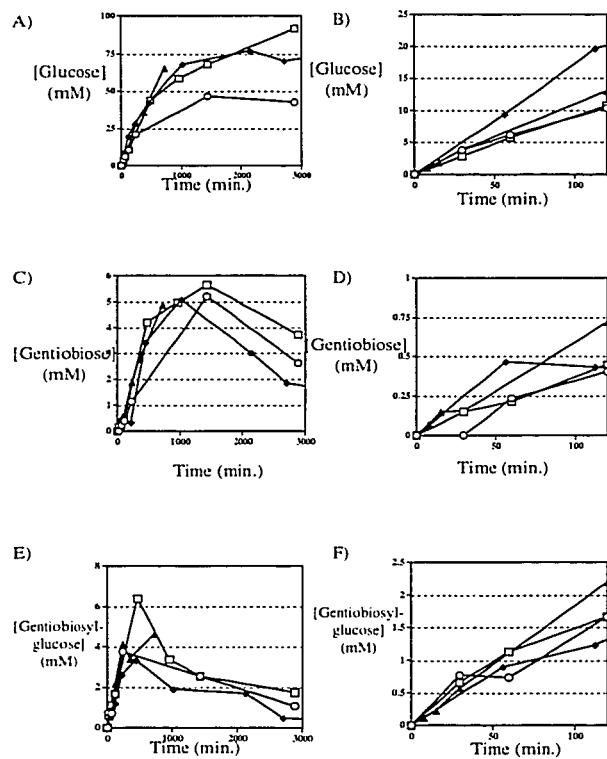 A)
[Glucose]
(mM)
100
75
50
25
0
0
1000
2000
3000
Time (min.)
B)
[Glucose]
(mM)
25
20
15
10
5
0
0
50
100
Time (min.)
C)
[Gentiobiose]
(mM)
6
5
4
3
2
1
0
0
1000
2000
3000
Time (min.)
D)
Gentiobiose]
(mM)
1
0.75
0.5
0.25
0
0
50
100
Time (min.)
E)
[Gentiobiosyl-
glucose]
(mM)
8
6
4
2
0
0
1000
2000
3000
Time (min.)
F)
[Gentiobiosyl-
glucose]
(mM)
2.5
2
1.5
1
0.5
0
0
50
100
Time (min.)